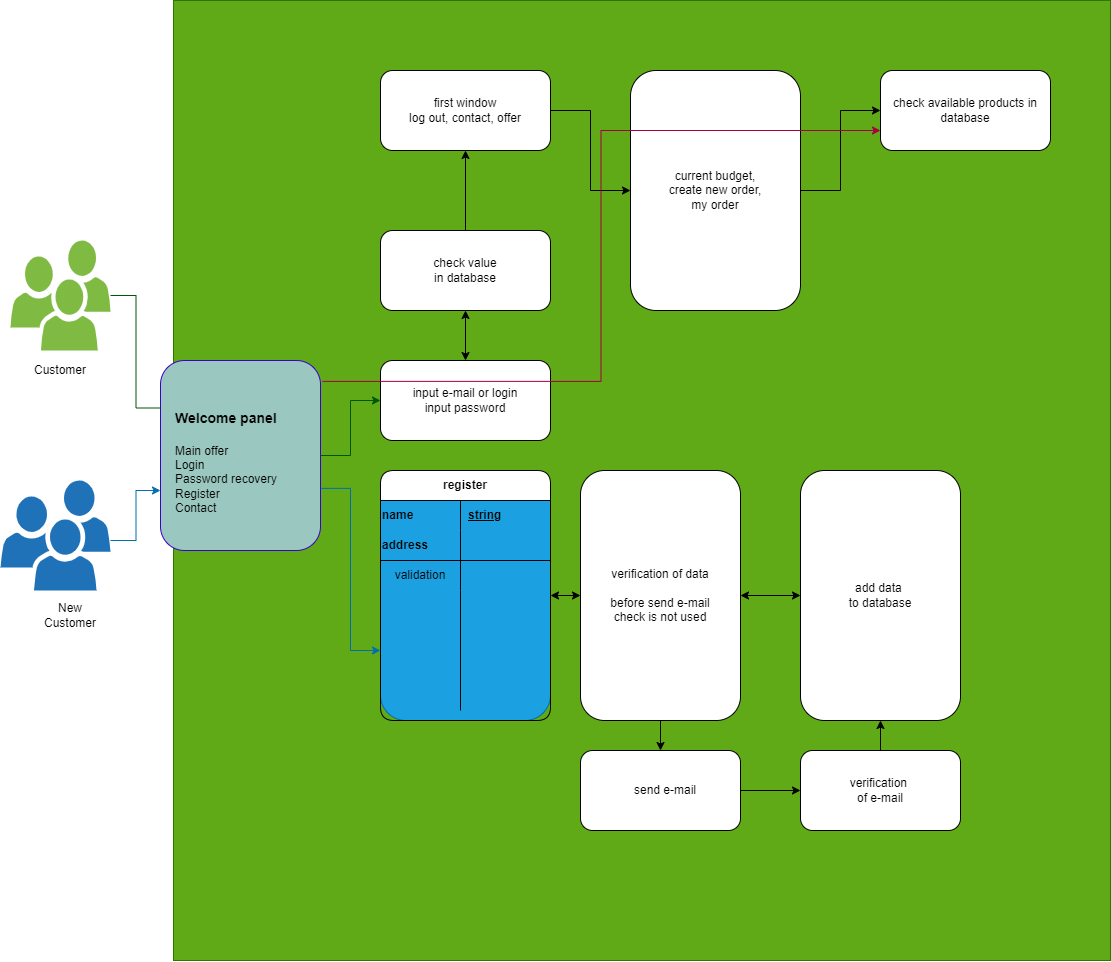 first window
log out, contact, offer
check available products in
database
current budget,
create new order,
my order
check value
in database
Customer
input e-mail or login
input password
Welcome panel
Main offer
Login
Password recovery
Register
Contact
New
Customer
register
name
string
address
validation
verification of data
before send e-mail
check is not used
add data
to database
send e-mail
verification
of e-mail